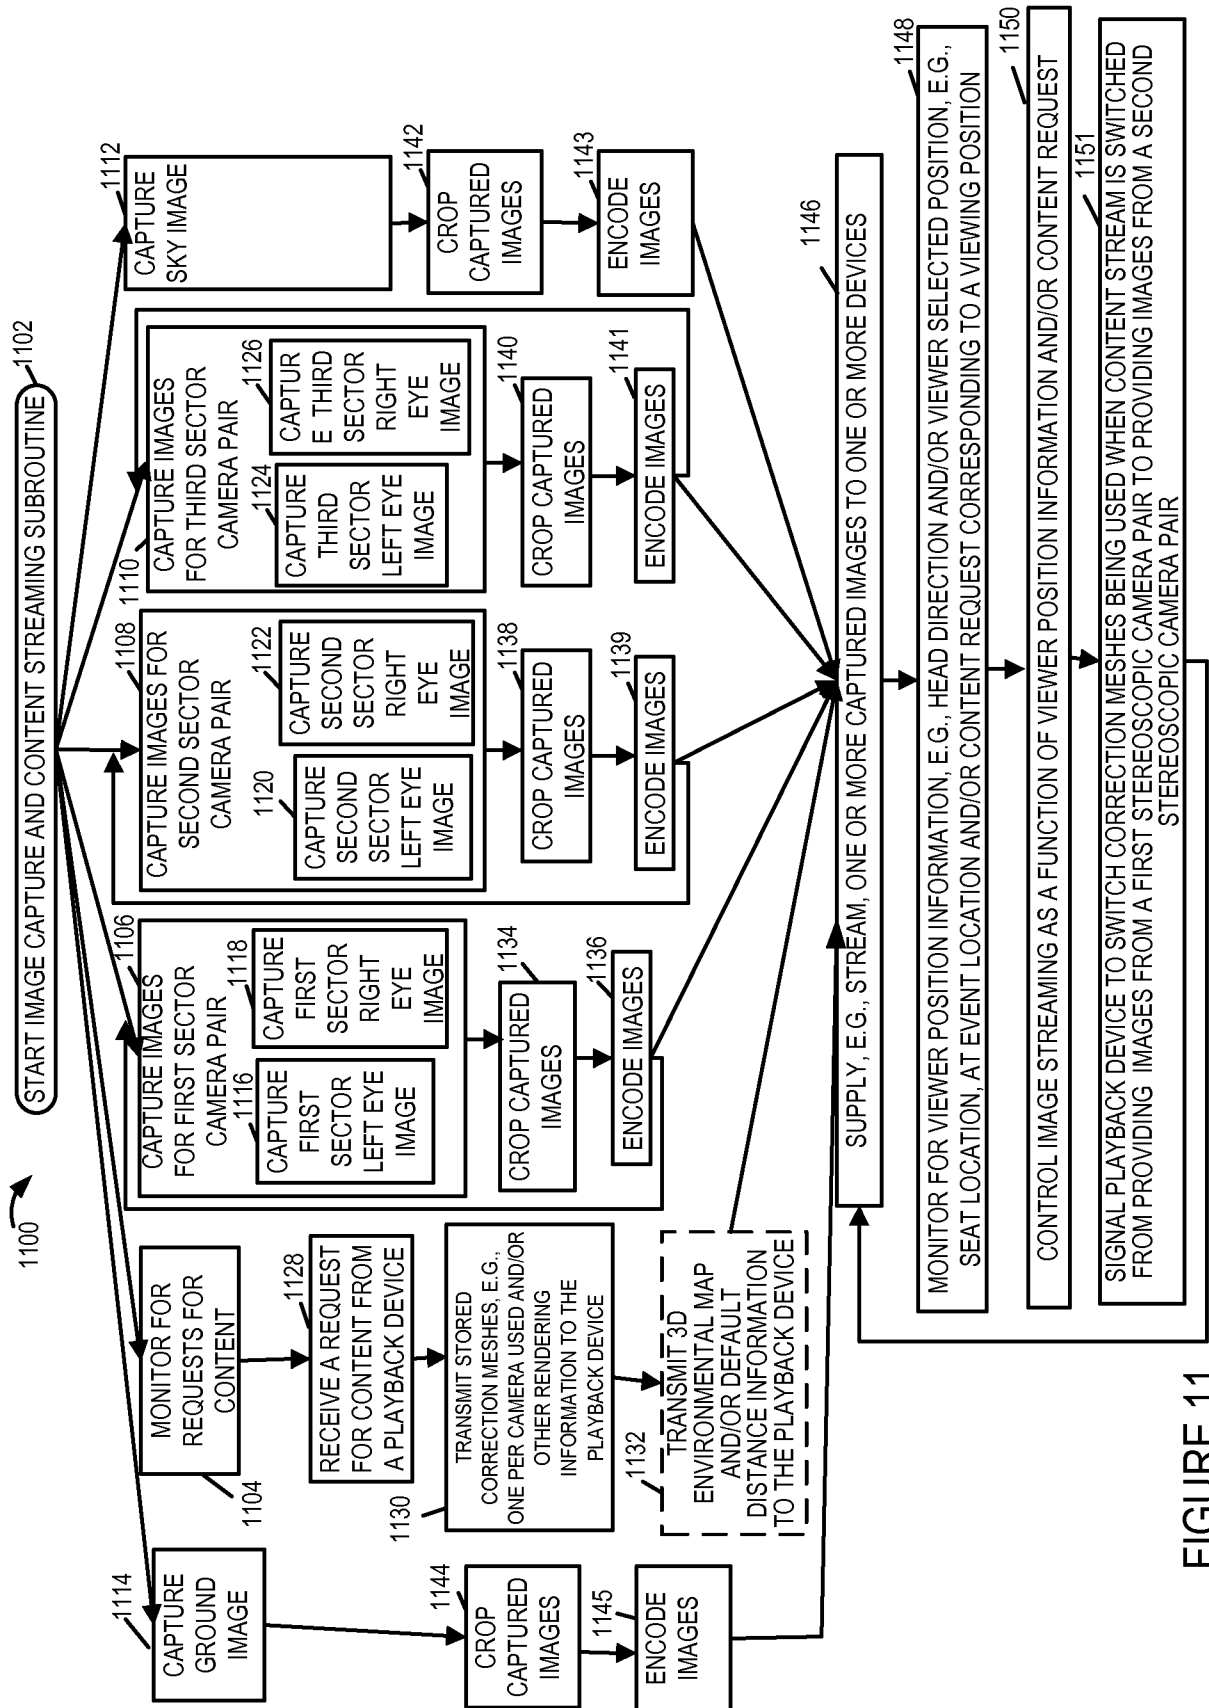 1100
START IMAGE CAPTURE AND CONTENT STREAMING SUBROUTINE
1102
1114
CAPTURE
GROUND
IMAGE
1144
CROP
CAPTURED
IMAGES
1145
ENCODE
IMAGES
MONITOR FOR
REQUESTS FOR
CONTENT
1104
1128
RECEIVE A REQUEST
FOR CONTENT FROM
A PLAYBACK DEVICE
TRANSMIT STORED
CORRECTION MESHES, E.G.,
ONE PER CAMERA USED AND/OR
OTHER RENDERING
INFORMATION TO THE
PLAYBACK DEVICE
1130
1132
TRANSMIT 3D
ENVIRONMENTAL MAP
AND/OR DEFAULT
DISTANCE INFORMATION
TO THE PLAYBACK DEVICE
1106
CAPTURE IMAGES
FOR FIRST SECTOR
CAMERA PAIR
1116
CAPTURE
FIRST
SECTOR
LEFT EYE
IMAGE
1118
CAPTURE
FIRST
SECTOR
RIGHT
EYE
IMAGE
1134
CROP CAPTURED
IMAGES
1136
ENCODE IMAGES
1108
CAPTURE IMAGES FOR
SECOND SECTOR
CAMERA PAIR
1120
CAPTURE
SECOND
SECTOR
LEFT EYE
IMAGE
1122
CAPTURE
SECOND
SECTOR
RIGHT
EYE
IMAGE
1138
CROP CAPTURED
IMAGES
1139
ENCODE IMAGES
1110
CAPTURE IMAGES
FOR THIRD SECTOR
CAMERA PAIR
1124
CAPTURE
THIRD
SECTOR
LEFT EYE
IMAGE
1126
CAPTUR
E THIRD
SECTOR
RIGHT
EYE
IMAGE
1140
CROP CAPTURED
IMAGES
1141
ENCODE IMAGES
1112
CAPTURE
SKY IMAGE
1142
CROP
CAPTURED
IMAGES
1143
ENCODE
IMAGES
1146
SUPPLY, E.G., STREAM, ONE OR MORE CAPTURED IMAGES TO ONE OR MORE DEVICES
1148
MONITOR FOR VIEWER POSITION INFORMATION, E.G., HEAD DIRECTION AND/OR VIEWER SELECTED POSITION, E.G.,
SEAT LOCATION, AT EVENT LOCATION AND/OR CONTENT REQUEST CORRESPONDING TO A VIEWING POSITION
1150
CONTROL IMAGE STREAMING AS A FUNCTION OF VIEWER POSITION INFORMATION AND/OR CONTENT REQUEST
1151
SIGNAL PLAYBACK DEVICE TO SWITCH CORRECTION MESHES BEING USED WHEN CONTENT STREAM IS SWITCHED
FROM PROVIDING IMAGES FROM A FIRST STEREOSCOPIC CAMERA PAIR TO PROVIDING IMAGES FROM A SECOND
STEREOSCOPIC CAMERA PAIR
FIGURE 11